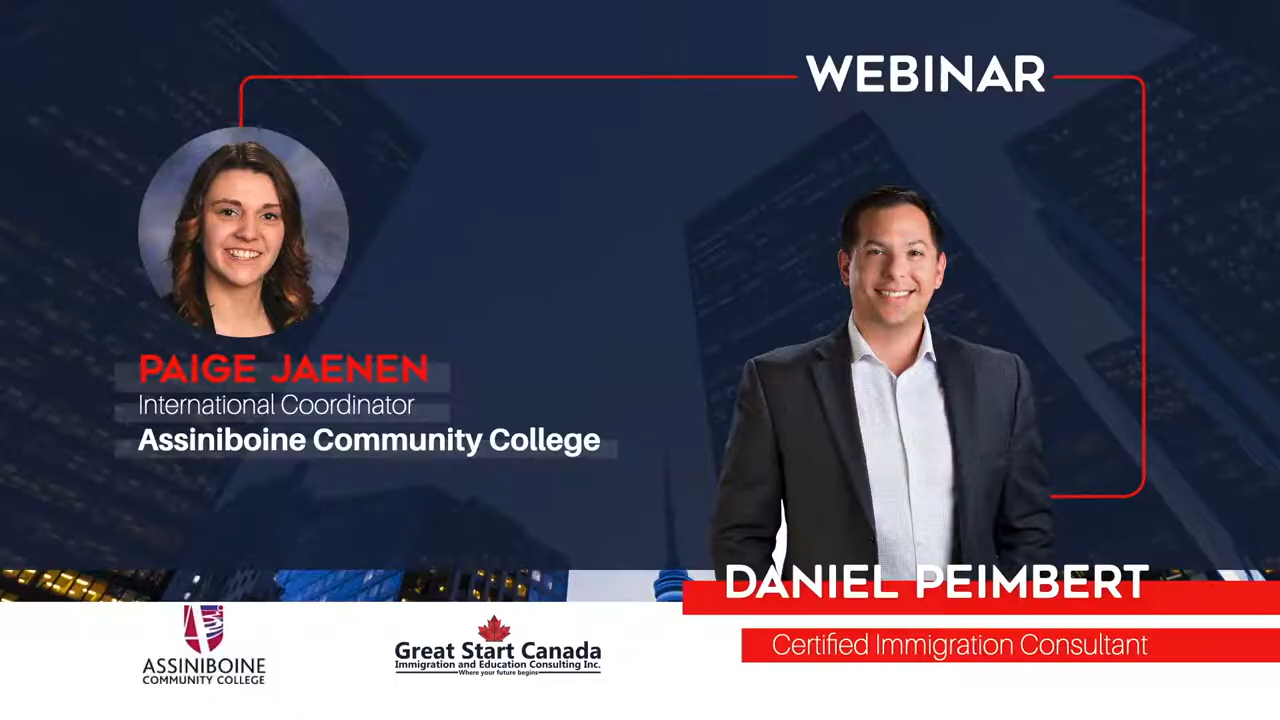 WEBINAR
PAIGE JAENEN
International Coordinator
Assiniboine Community College
DANIEL PEIMBERT
Certified Immigration Consultant
ASSINIBOINE
COMMUNITY COLLEGE
Great Start Canada
Immigration and Education Consulting Inc.
Where your future begins